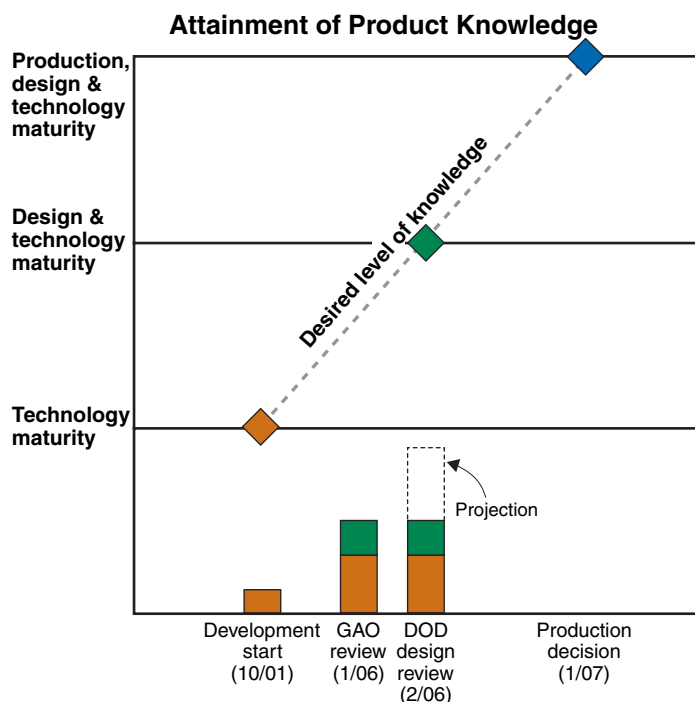 Attainment of Product Knowledge
Production,
design &
technology
maturity
Design &
technology
maturity
Desired level of knowledge
Technology
maturity
Projection
Development
start
(10/01)
GAO
review
(1/06)
DOD
design
review
(2/06)
Production
decision
(1/07)